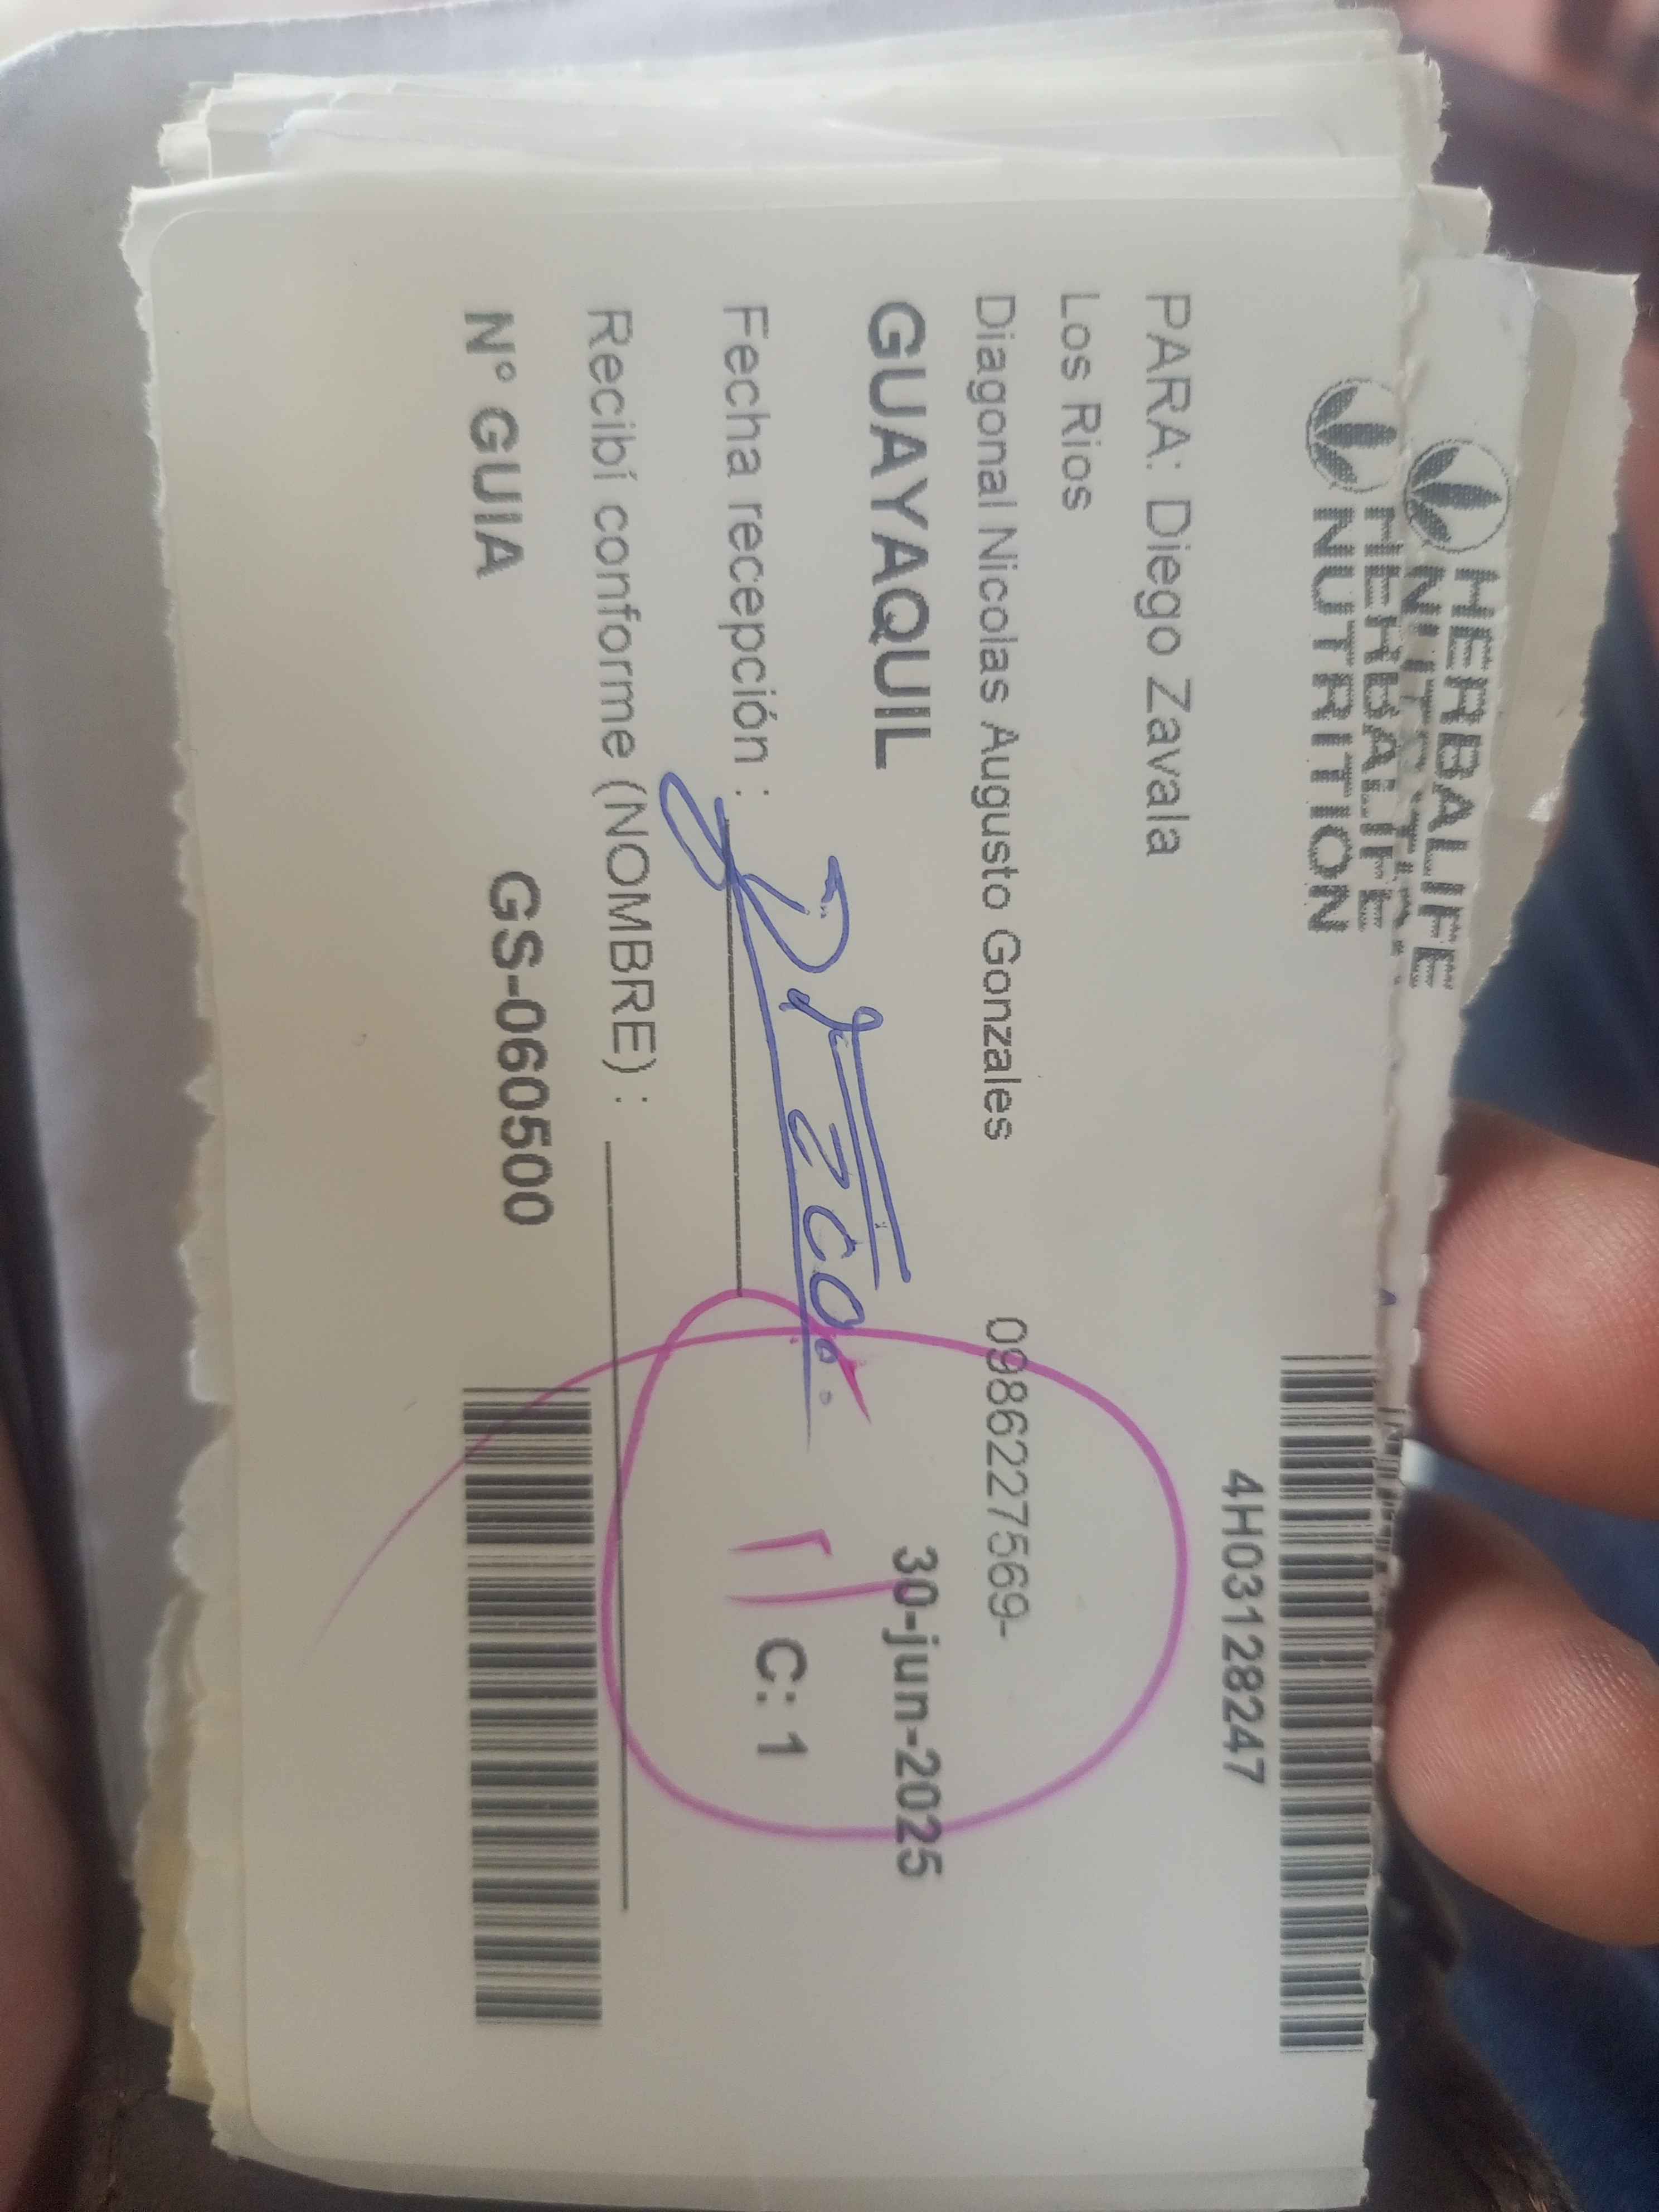 HERBALIFE
HERBALIFE
NUTRITION
4H03128247
PARA: Diego Zavala
Los Rios
Diagonal Nicolas Augusto Gonzales 0986227569-
GUAYAQUIL 30-jun-2025
Fecha recepción : C: 1
Recibí conforme (NOMBRE) :
N° GUIA GS-060500